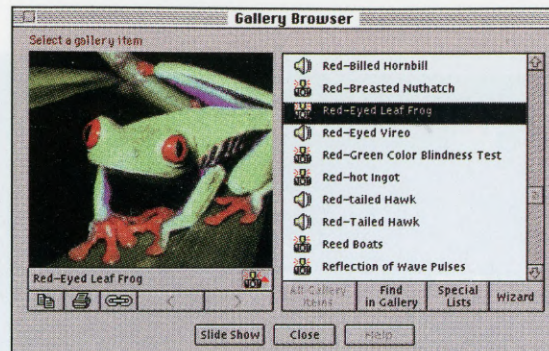 Gallery Browser
Select a gallery item
Red-Billed Hornbill
Red-Breasted Nuthatch
Red-Eyed Leaf Frog
Red-Eyed Vireo
Red-Green Color Blindness Test
Red-hot Ingot
Red-tailed Hawk
Red-Tailed Hawk
Reed Boats
Reflection of Wave Pulses
Red-Eyed Leaf Frog
All Gallery Items
Find in Gallery
Special Lists
Wizard
Slide Show
Close
Help